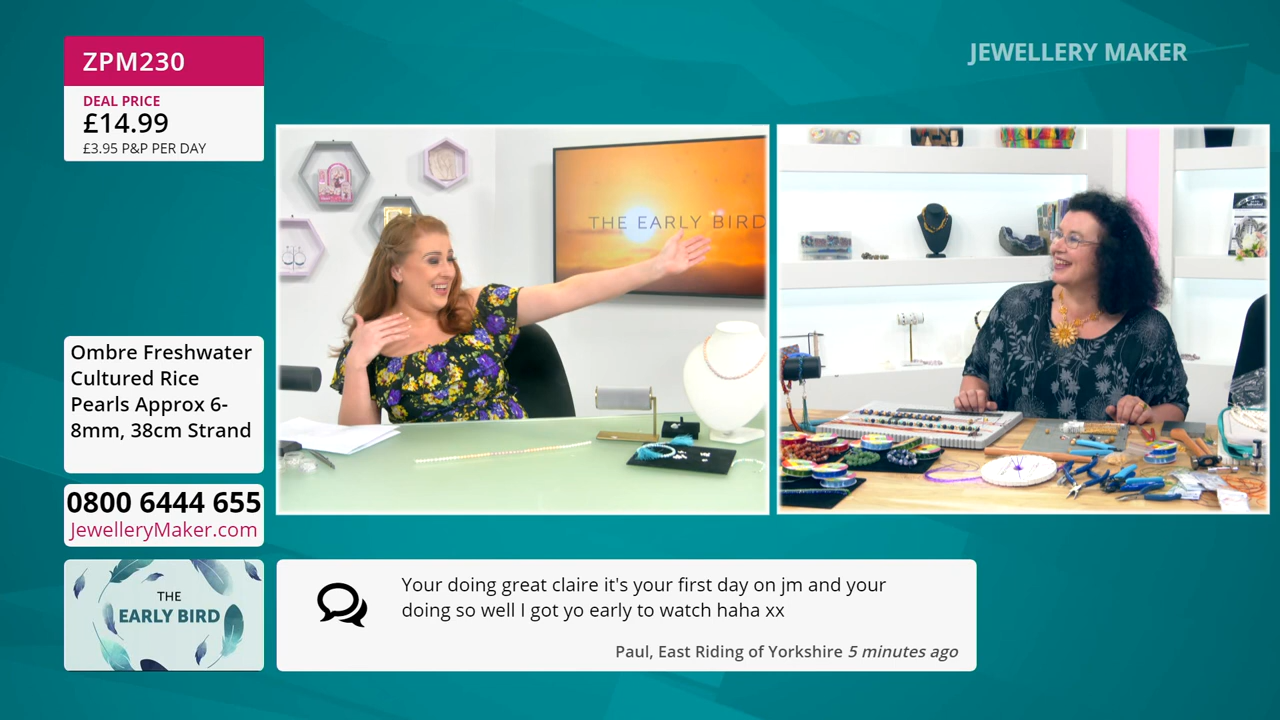 ZPM230
DEAL PRICE
£14.99
£3.95 P&P PER DAY
JEWELLERY MAKER
THE EARLY BIRD
Ombre Freshwater
Cultured Rice
Pearls Approx 6-
8mm, 38cm Strand
0800 6444 655
JewelleryMaker.com
THE
EARLY BIRD
Your doing great claire it's your first day on jm and your
doing so well I got yo early to watch haha xx
Paul, East Riding of Yorkshire 5 minutes ago